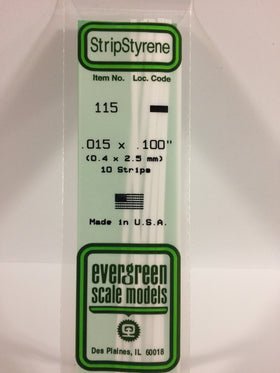 StripStyrene
Item No. Loc. Code
115
.015 x .100"
(0.4 x 2.5 mm)
10 Strips
Made in U.S.A.
evergreen
scale models
Des Plaines, IL 60018